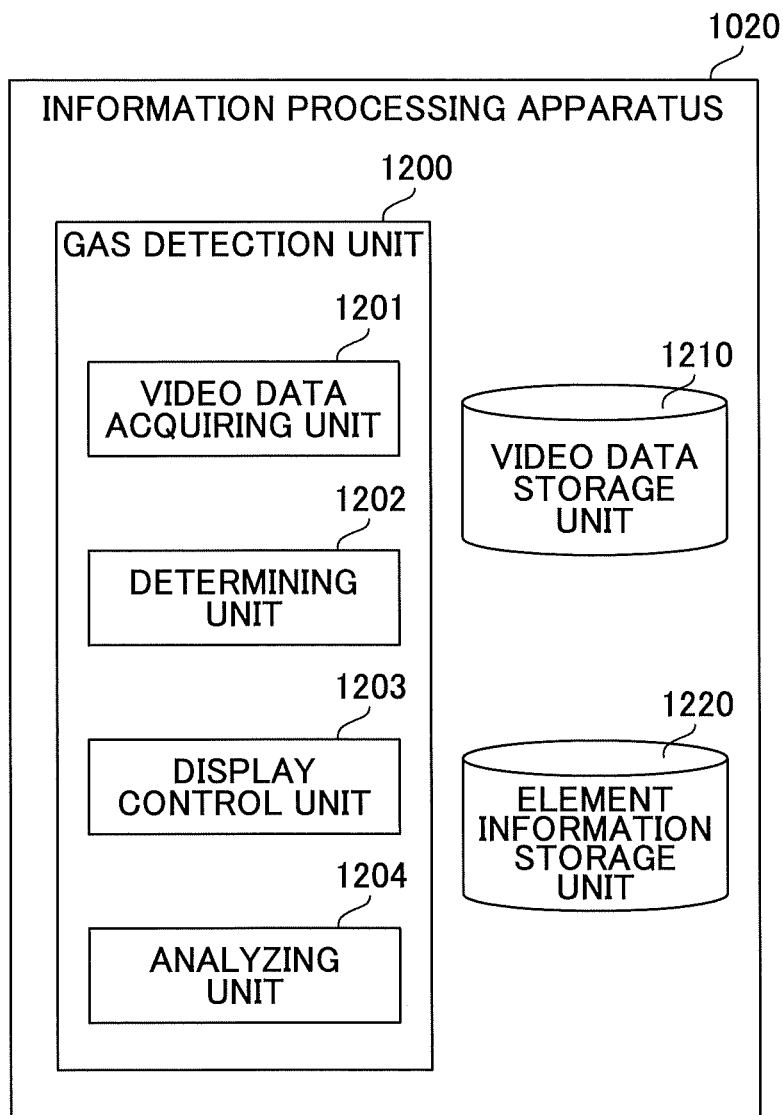 1020
INFORMATION PROCESSING APPARATUS
1200
GAS DETECTION UNIT
1201
VIDEO DATA
ACQUIRING UNIT
1202
DETERMINING
UNIT
1203
DISPLAY
CONTROL UNIT
1204
ANALYZING
UNIT
1210
VIDEO DATA
STORAGE
UNIT
1220
ELEMENT
INFORMATION
STORAGE
UNIT